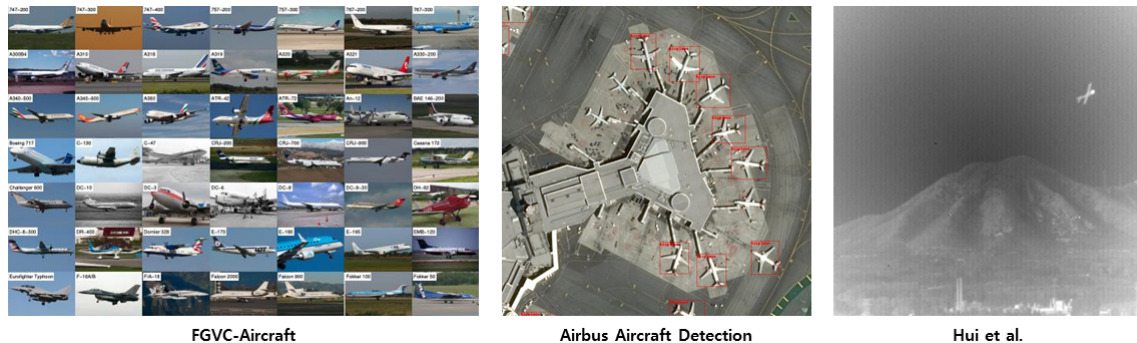 747-200 747-300 747-400 757-200 757-300 767-200 767-300
A300B4 A310 A318 A319 A320 A321 A330-200
A340-500 A340-600 A380 ATR-42 ATR-72 An-12 BAE 146-200
Boeing 717 C-130 C-47 CRJ-200 CRJ-700 CRJ-900 Cessna 172
Challenger 600 DC-10 DC-3 DC-6 DC-8 DC-9-30 DH-82
DHC-8-300 DR-400 Dornier 328 E-170 E-190 E-195 EMB-120
Eurofighter Typhoon F-16A/B F/A-18 Falcon 2000 Falcon 900 Fokker 100 Fokker 50
FGVC-Aircraft Airbus Aircraft Detection Hui et al.